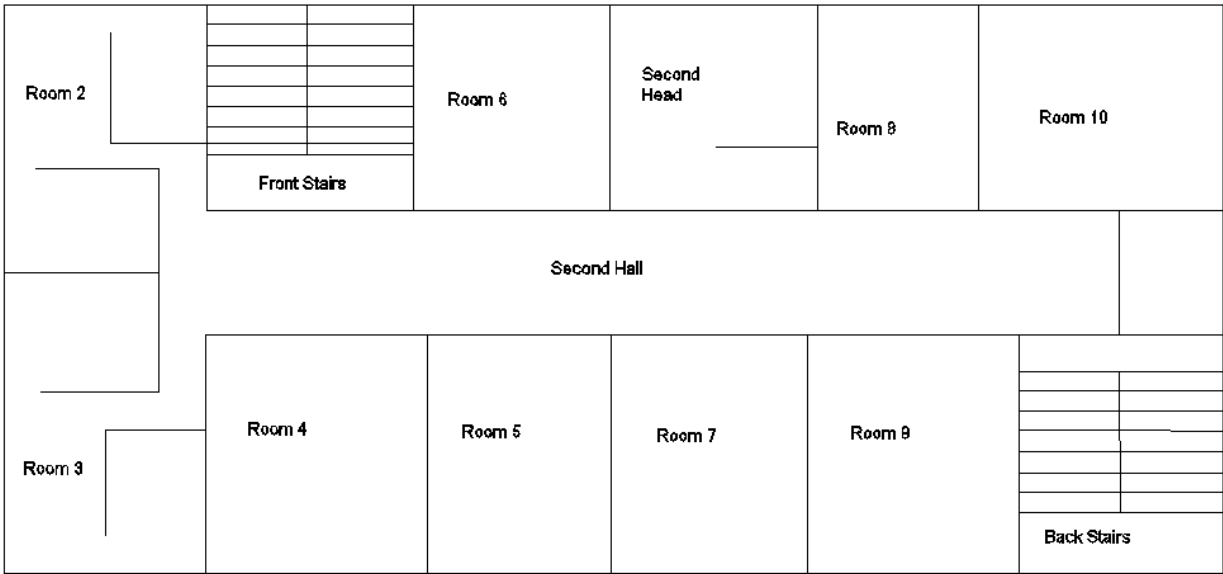 Room 2
Room 6
Second
Head
Room 8
Room 10
Front Stairs
Second Hall
Room 4
Room 5
Room 7
Room 9
Room 3
Back Stairs